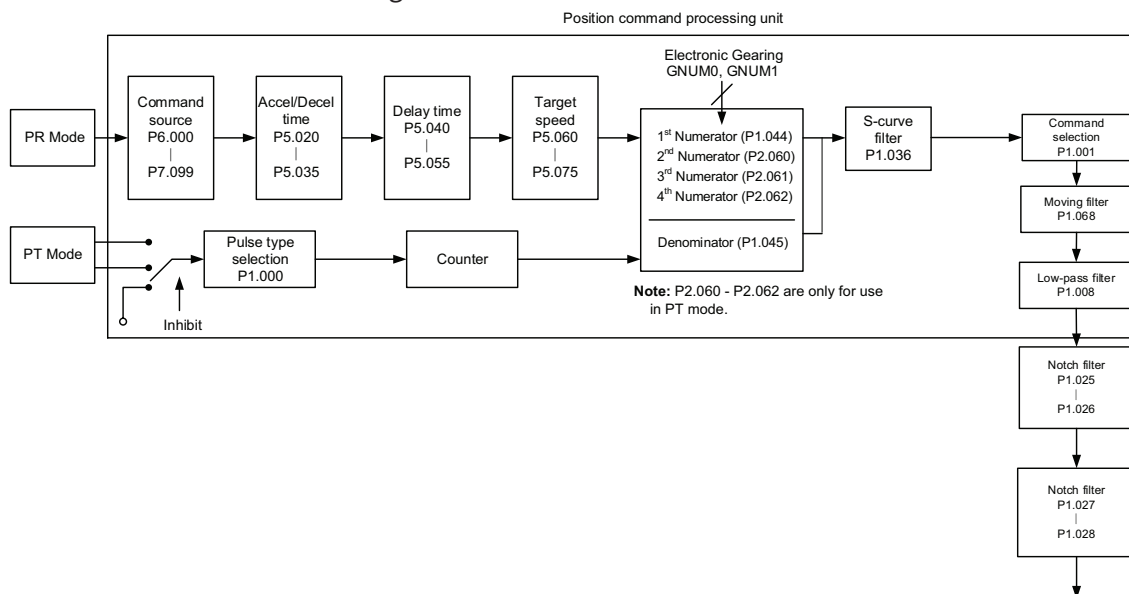 Position command processing unit
Electronic Gearing
GNUM0, GNUM1
PR Mode
Command
source
P6.000
|
P7.099
Accel/Decel
time
P5.020
|
P5.035
Delay time
P5.040
|
P5.055
Target
speed
P5.060
|
P5.075
1st Numerator (P1.044)
2nd Numerator (P2.060)
3rd Numerator (P2.061)
4th Numerator (P2.062)
Denominator (P1.045)
S-curve
filter
P1.036
Command
selection
P1.001
Moving filter
P1.068
Low-pass filter
P1.008
PT Mode
Pulse type
selection
P1.000
Counter
Inhibit
Note: P2.060 - P2.062 are only for use
in PT mode.
Notch filter
P1.025
|
P1.026
Notch filter
P1.027
|
P1.028